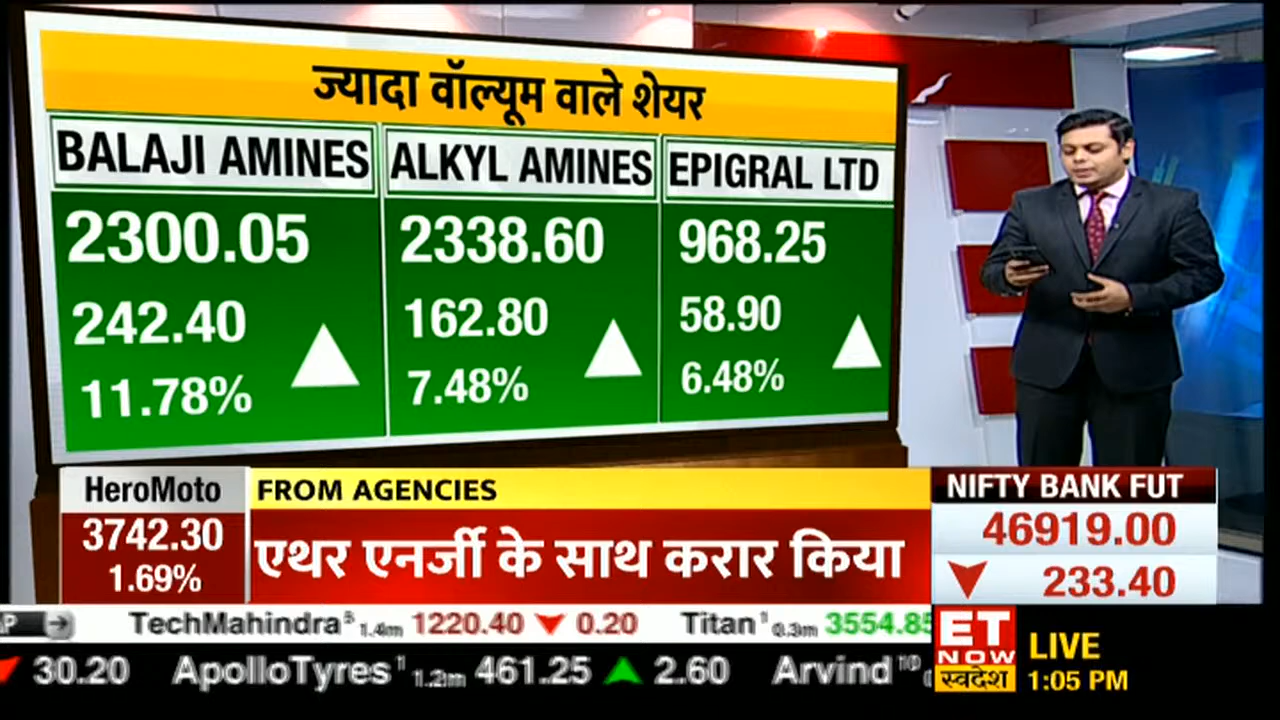 ज्यादा वॉल्यूम वाले शेयर
BALAJI AMINES
2300.05
242.40
11.78%
ALKYL AMINES
2338.60
162.80
7.48%
EPIGRAL LTD
968.25
58.90
6.48%
HeroMoto
3742.30
1.69%
FROM AGENCIES
एथर एनर्जी के साथ करार किया
NIFTY BANK FUT
46919.00
233.40
TechMahindra 1.4m 1220.40 0.20 Titan 1 0.3m 3554.85
30.20 ApolloTyres 1 1.2m 461.25 2.60 Arvind 10
ET
NOW
स्वदेश
LIVE
1:05 PM